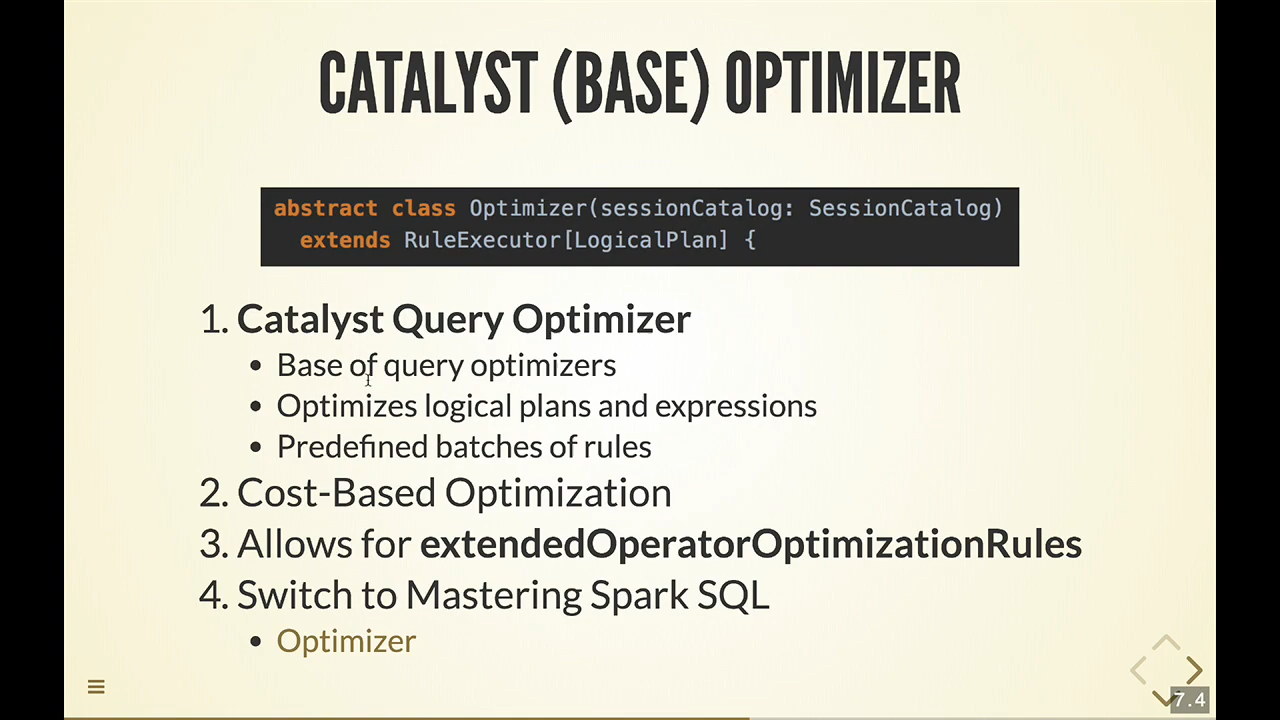 CATALYST (BASE) OPTIMIZER
abstract class Optimizer(sessionCatalog: SessionCatalog)
extends RuleExecutor[LogicalPlan] {
1. Catalyst Query Optimizer
• Base of query optimizers
• Optimizes logical plans and expressions
• Predefined batches of rules
2. Cost-Based Optimization
3. Allows for extendedOperatorOptimizationRules
4. Switch to Mastering Spark SQL
• Optimizer
7.4